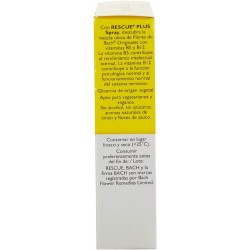 Con RESCUE® PLUS
Spray, descubra la
mezcla única de Flores de
Bach® Originales con
vitaminas B5 y B12.
La vitamina B5 contribuye al
rendimiento intelectual
normal. La vitamina B12
contribuye a la función
psicológica normal y al
normal funcionamiento
del sistema nervioso.
Glicerina de origen vegetal
Apto para vegetarianos y
veganos.
Sin alcohol, sin azúcares,
aromas naturales de
limón y flores de saúco.
Conservar en lugar
fresco y seco (<25°C).
Consumir
preferentemente antes
del fin de: / Lote:
RESCUE, BACH y la
firma BACH son marcas
registradas por Bach
Flower Remedies Limited.